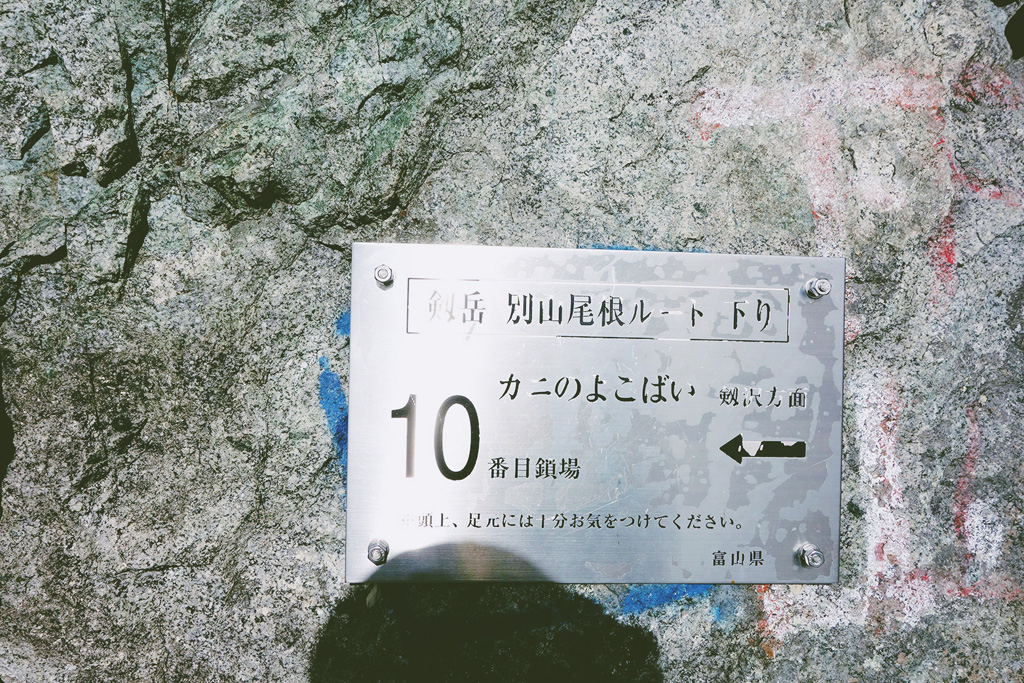 剱岳 別山尾根ルート 下り
カニのよこばい
剱沢方面
10
番目鎖場
※頭上、足元には十分お気をつけてください。
富山県